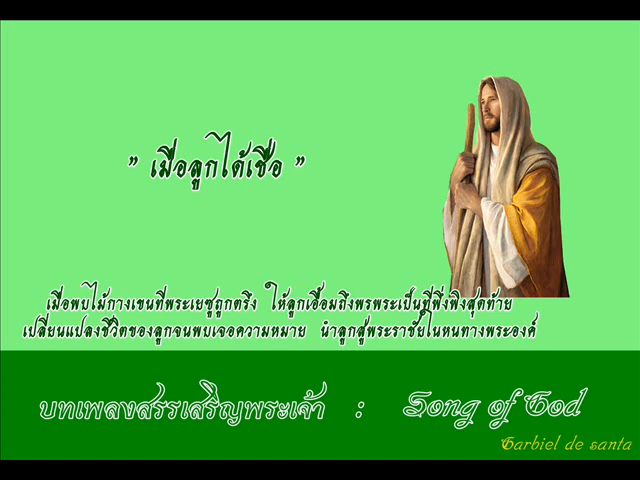 " เมื่อลูกได้เชื่อ "
เมื่อพบไม้กางเขนที่พระเยซูถูกตรึง ให้ลูกเอื้อมถึงพรพระเป็นที่พึ่งพิงสุดท้าย
เปลี่ยนแปลงชีวิตของลูกจนพบเจอความหมาย นำลูกสู่พระราชัยในหนทางพระองค์
บทเพลงสรรเสริญพระเจ้า : Song of God
Garbiel de santa